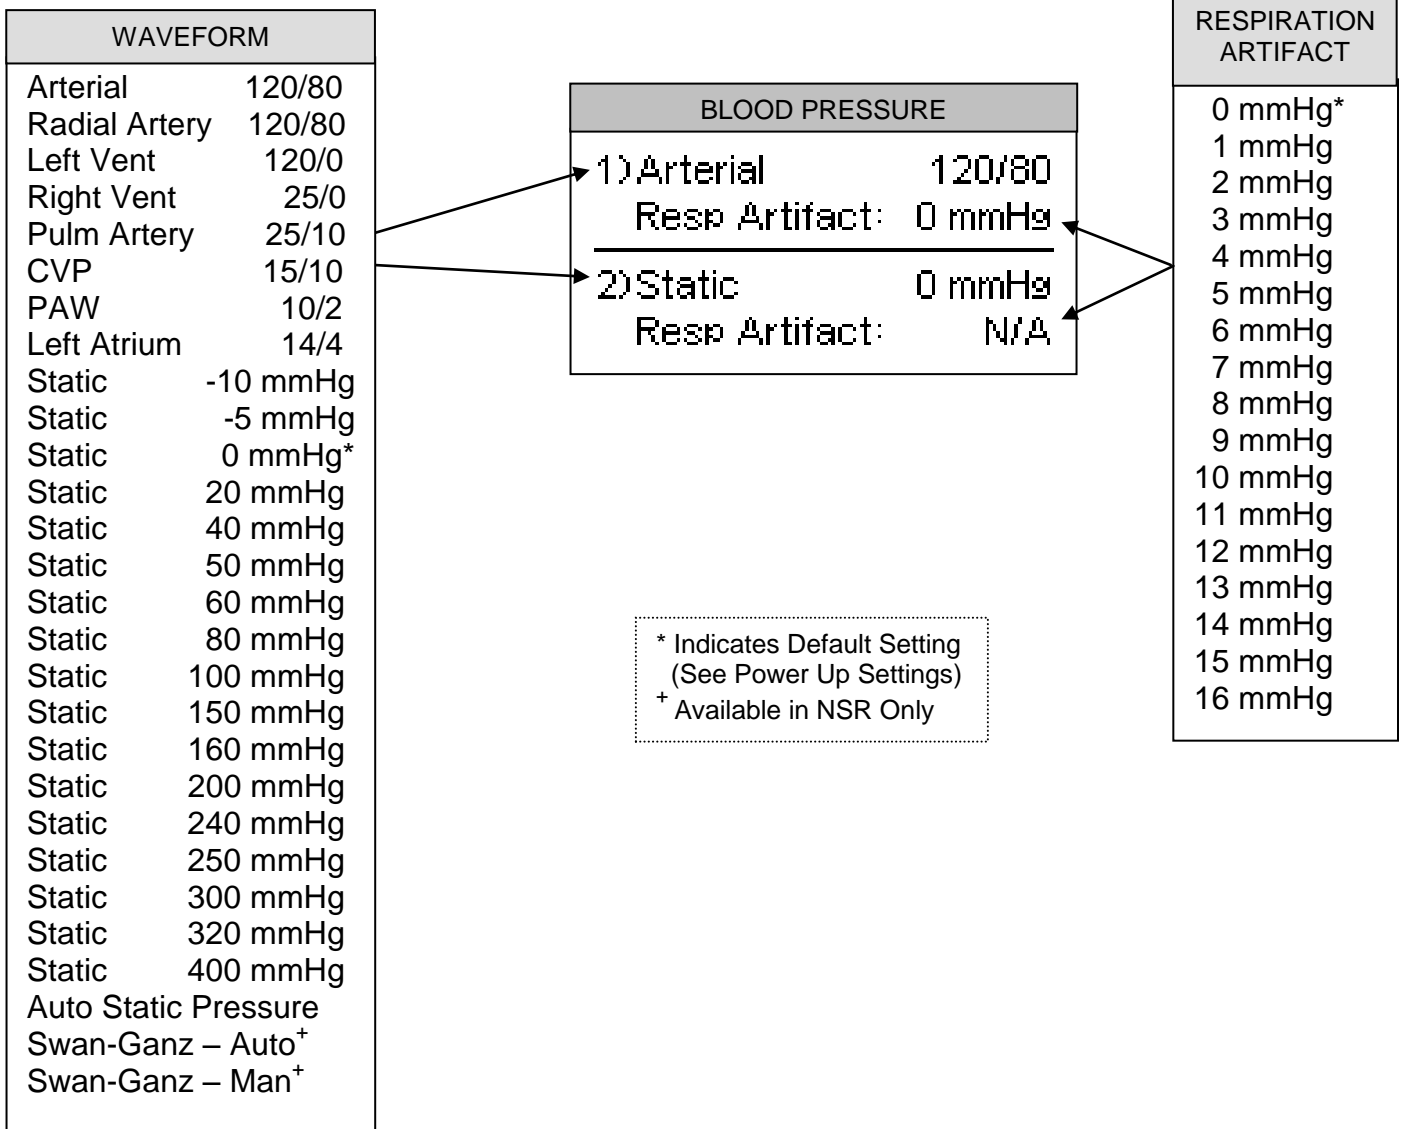 WAVEFORM
Arterial 120/80
Radial Artery 120/80
Left Vent 120/0
Right Vent 25/0
Pulm Artery 25/10
CVP 15/10
PAW 10/2
Left Atrium 14/4
Static -10 mmHg
Static -5 mmHg
Static 0 mmHg*
Static 20 mmHg
Static 40 mmHg
Static 50 mmHg
Static 60 mmHg
Static 80 mmHg
Static 100 mmHg
Static 150 mmHg
Static 160 mmHg
Static 200 mmHg
Static 240 mmHg
Static 250 mmHg
Static 300 mmHg
Static 320 mmHg
Static 400 mmHg
Auto Static Pressure
Swan-Ganz – Auto+
Swan-Ganz – Man+
BLOOD PRESSURE
1)Arterial 120/80
Resp Artifact: 0 mmHg
2)Static 0 mmHg
Resp Artifact: N/A
* Indicates Default Setting
(See Power Up Settings)
+ Available in NSR Only
RESPIRATION
ARTIFACT
0 mmHg*
1 mmHg
2 mmHg
3 mmHg
4 mmHg
5 mmHg
6 mmHg
7 mmHg
8 mmHg
9 mmHg
10 mmHg
11 mmHg
12 mmHg
13 mmHg
14 mmHg
15 mmHg
16 mmHg